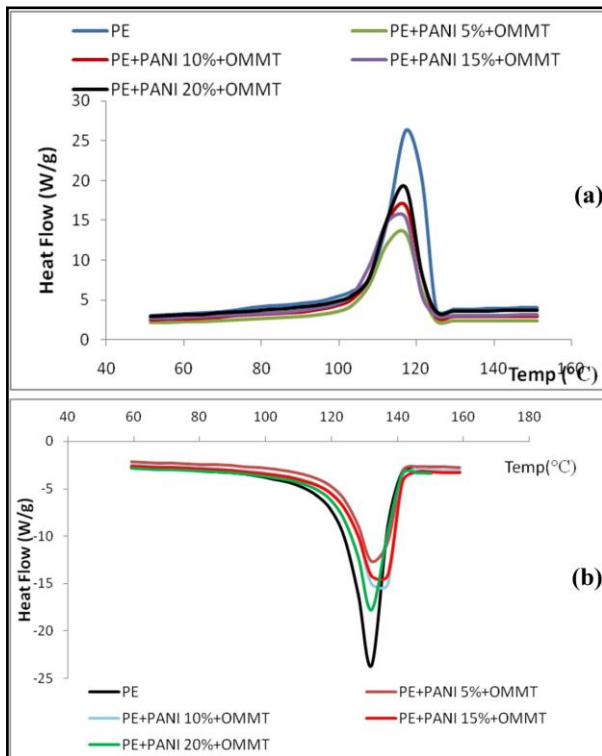 PE PE+PANI 5%+OMMT
PE+PANI 10%+OMMT PE+PANI 15%+OMMT
PE+PANI 20%+OMMT
Heat Flow (W/g)
30
25
20
15
10
5
0
40 60 80 100 120 140 160
Temp (°C)
(a)
40 60 80 100 120 140 160 180
Temp(°C)
Heat Flow (W/g)
0
-5
-10
-15
-20
-25
(b)
PE PE+PANI 5%+OMMT
PE+PANI 10%+OMMT PE+PANI 15%+OMMT
PE+PANI 20%+OMMT